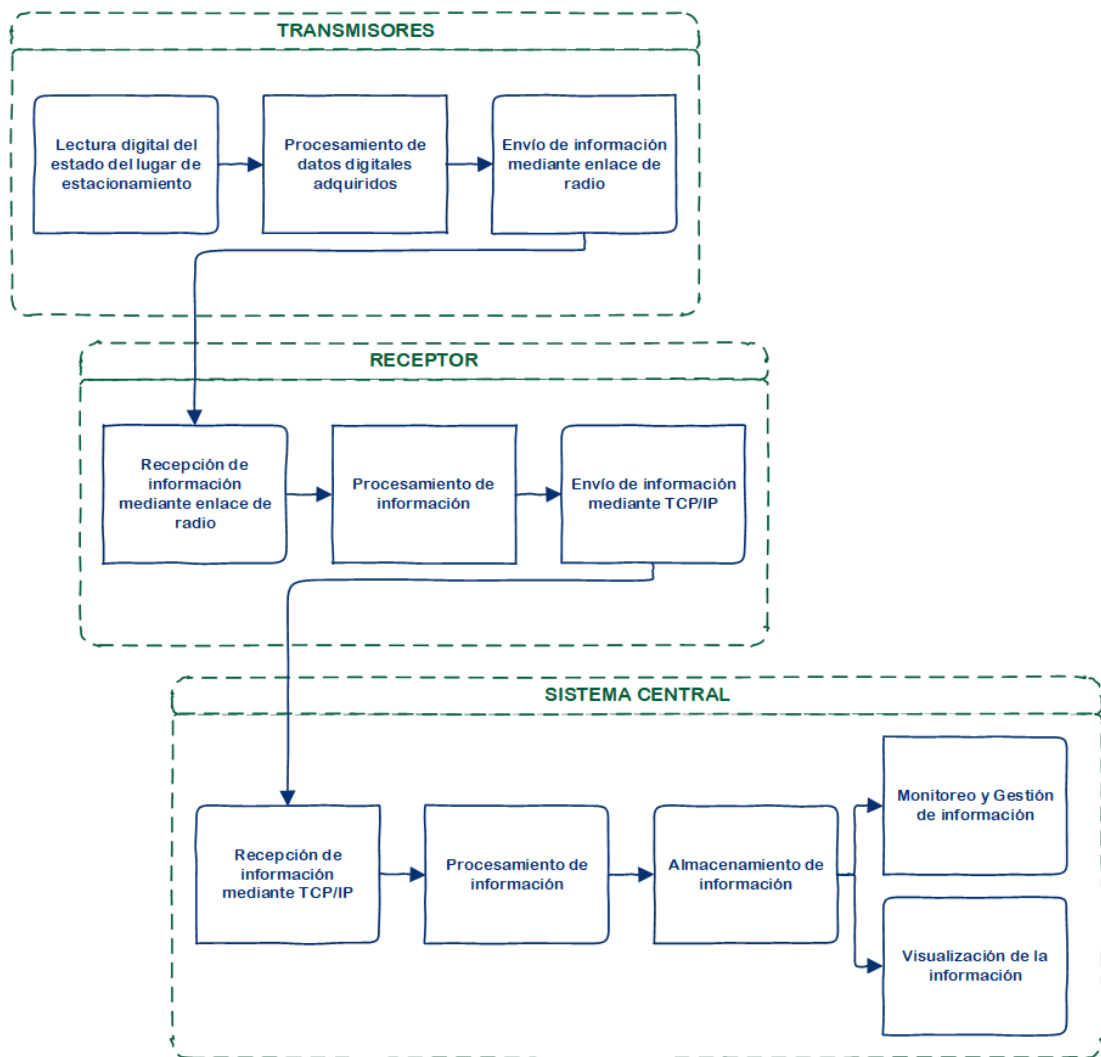 TRANSMISORES
Lectura digital del
estado del lugar de
estacionamiento
Procesamiento de
datos digitales
adquiridos
Envío de información
mediante enlace de
radio
RECEPTOR
Recepción de
información
mediante enlace de
radio
Procesamiento de
información
Envío de información
mediante TCP/IP
SISTEMA CENTRAL
Recepción de
información
mediante TCP/IP
Procesamiento de
información
Almacenamiento de
información
Monitoreo y Gestión
de información
Visualización de la
información